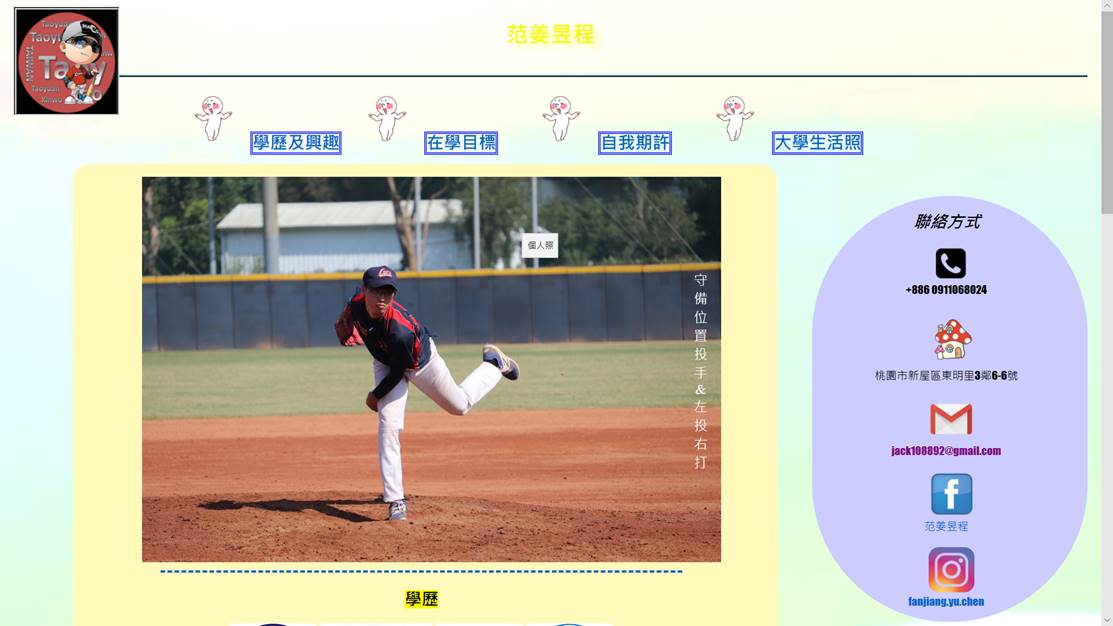 范姜昱程
Taoyuan
TAIWAN
Taoyuan
Xinwu
學歷及興趣
在學目標
自我期許
大學生活照
個人照
守備位置投手&左投右打
聯絡方式
+886 0911068024
桃園市新屋區東明里3鄰6-6號
jack108892@gmail.com
范姜昱程
fanjiang.yu.chen
學歷